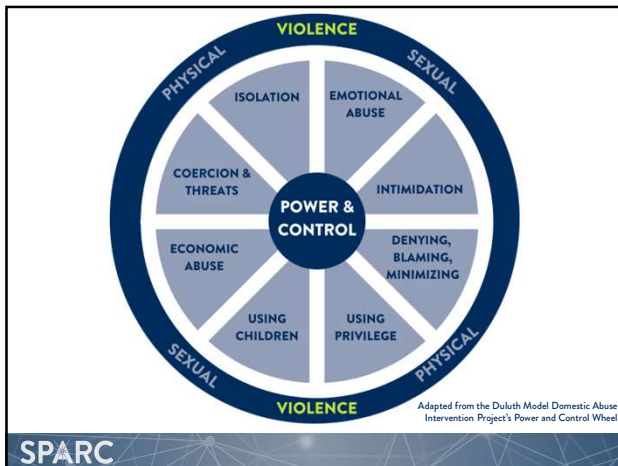 VIOLENCE
PHYSICAL
SEXUAL
ISOLATION
EMOTIONAL
ABUSE
COERCION &
THREATS
INTIMIDATION
POWER &
CONTROL
ECONOMIC
ABUSE
DENYING,
BLAMING,
MINIMIZING
USING
CHILDREN
USING
PRIVILEGE
SEXUAL
PHYSICAL
VIOLENCE
Adapted from the Duluth Model Domestic Abuse
Intervention Project's Power and Control Wheel
SPARC